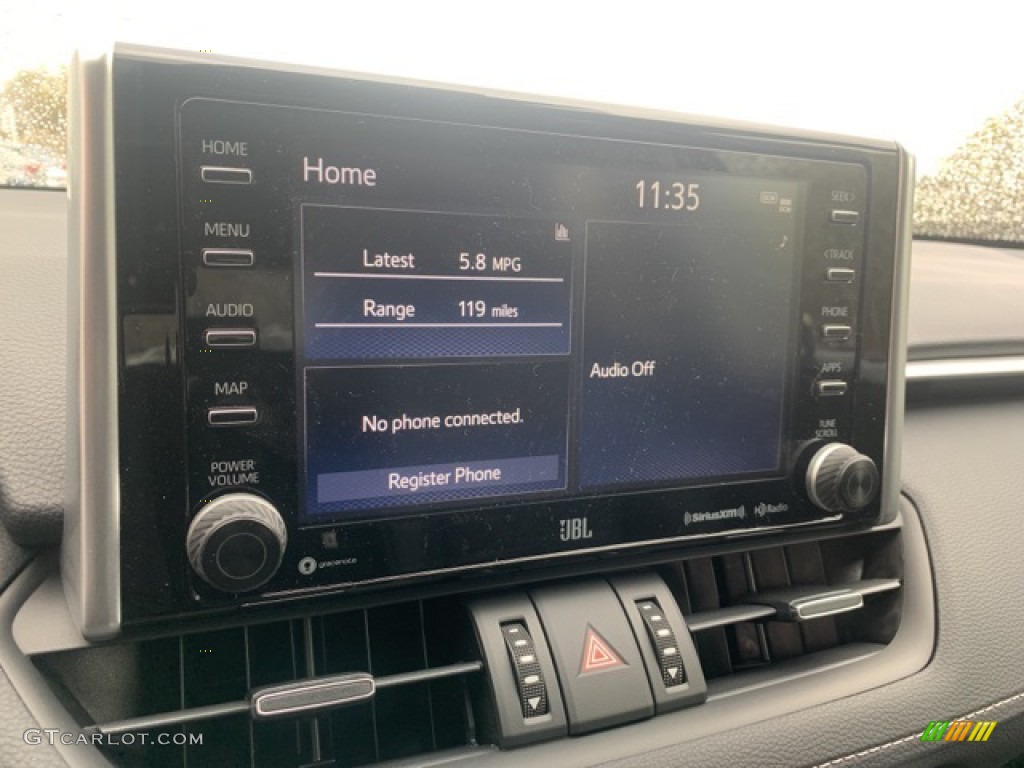 HOME
Home
11:35
SEEK >
MENU
Latest 5.8 MPG
< TRACK
AUDIO
Range 119 miles
PHONE
Audio Off
APPS
MAP
No phone connected.
TUNE
SCROLL
POWER
VOLUME
Register Phone
JBL
SiriusXM
HD Radio
gracenote
GTCARLOT.COM